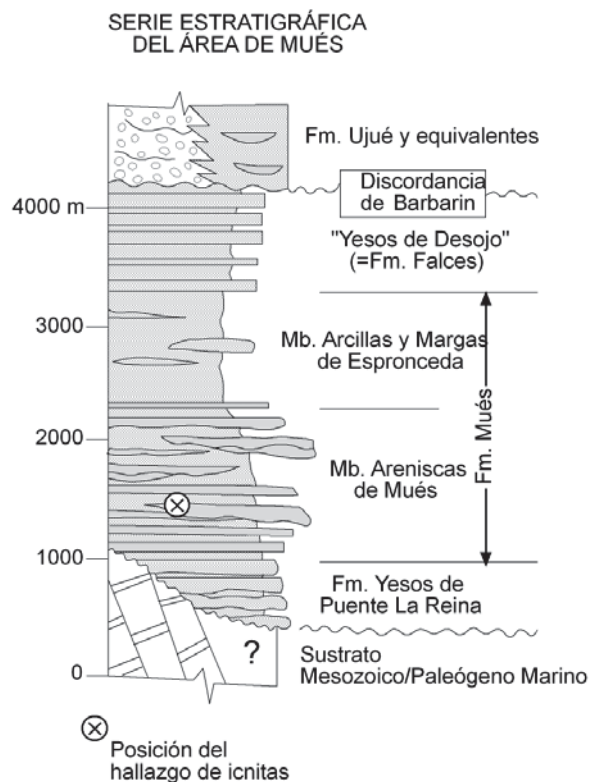 SERIE ESTRATIGRÁFICA
DEL ÁREA DE MUÉS
Fm. Ujué y equivalentes
Discordancia
de Barbarin
4000 m
"Yesos de Desojo"
(=Fm. Falces)
3000
Mb. Arcillas y Margas
de Espronceda
Fm. Mués
2000
Mb. Areniscas
de Mués
1000
Fm. Yesos de
Puente La Reina
?
Sustrato
Mesozoico/Paleógeno Marino
0
Posición del
hallazgo de icnitas